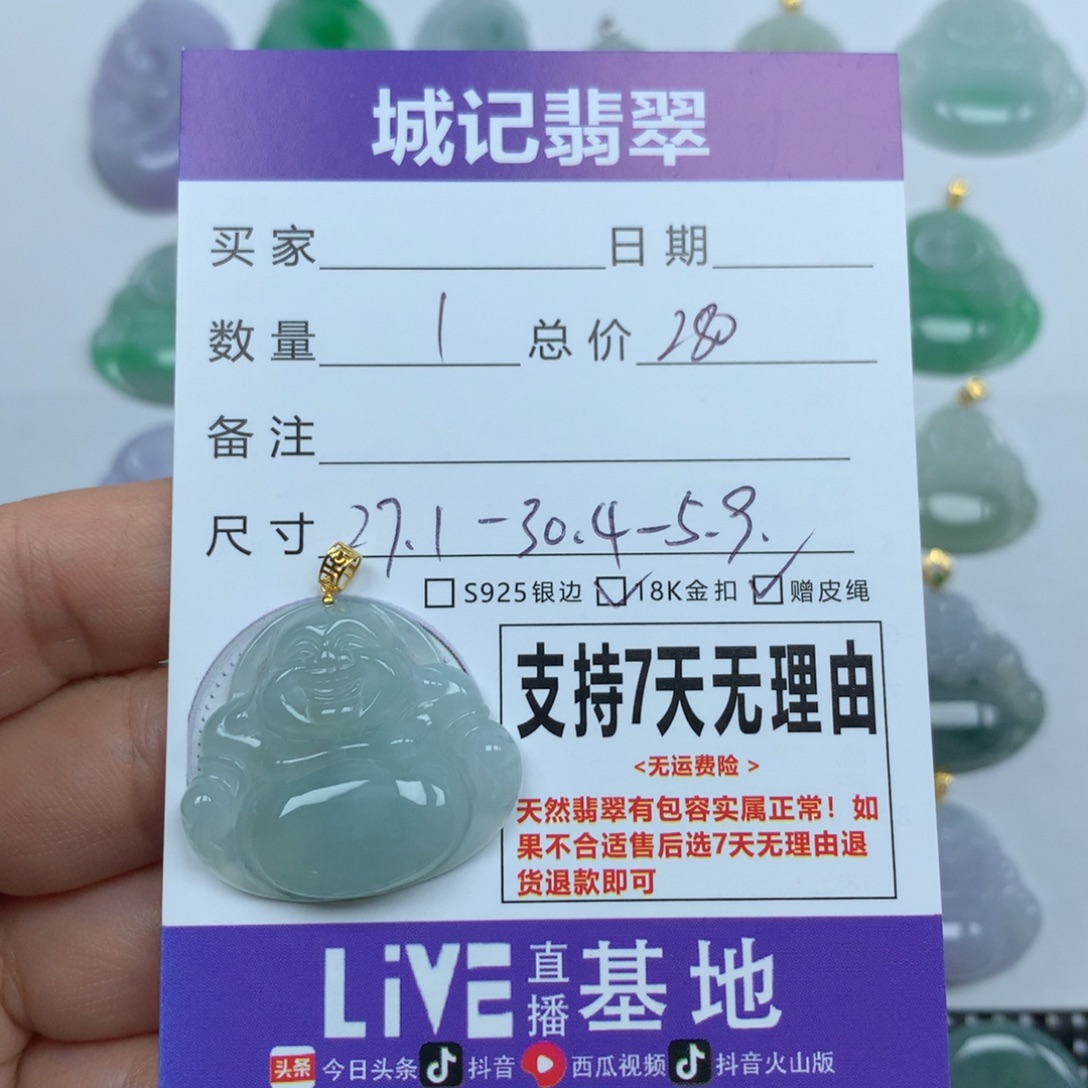 城记翡翠
买家 日期
数量 1 总价 280
备注
尺寸 27.1-30.4-5.9.
S925银边 18K金扣 赠皮绳
支持7天无理由
<无运费险>
天然翡翠有包容实属正常！如
果不合适售后选7天无理由退
货退款即可
LiVE 直播 基地
头条 今日头条 抖音 西瓜视频 抖音火山版